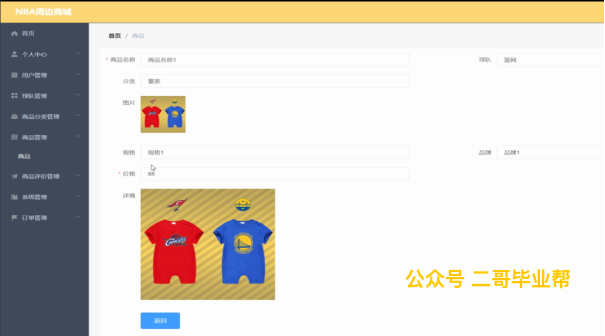 NBA周边商城
首页 / 商品
首页
个人中心
用户管理
球队管理
商品分类管理
商品管理
商品
商品评价管理
系统管理
订单管理
* 商品名称 商品名称1
球队 篮网
分类 童装
图片
规格 规格1
品牌 品牌1
* 价格 66
详情
公众号 二哥毕业帮
返回